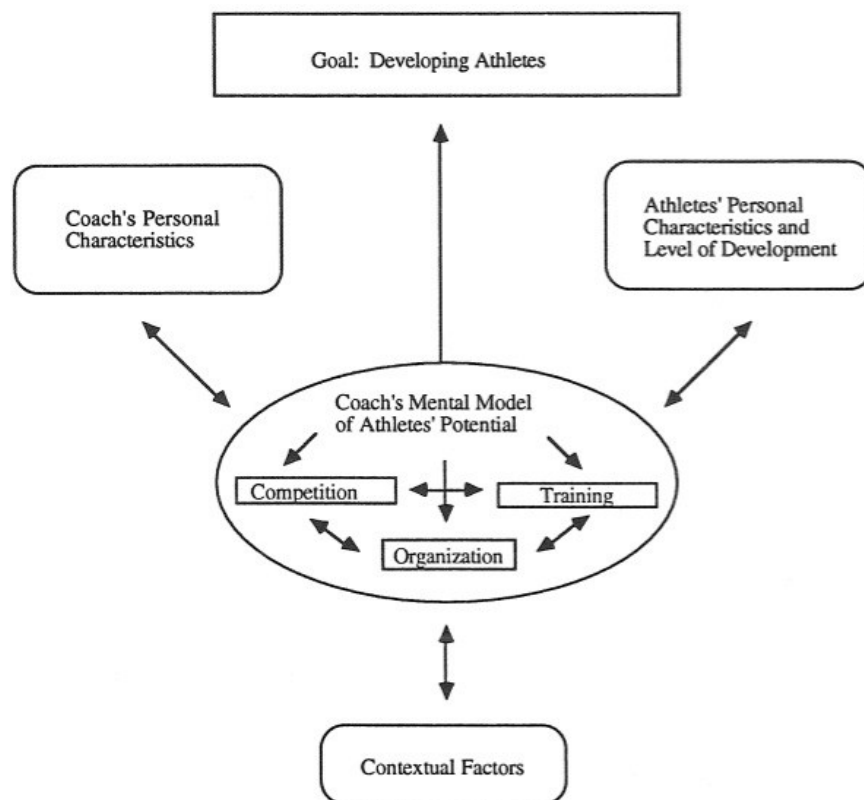 Goal: Developing Athletes
Coach's Personal
Characteristics
Athletes' Personal
Characteristics and
Level of Development
Coach's Mental Model
of Athletes' Potential
Competition
Training
Organization
Contextual Factors